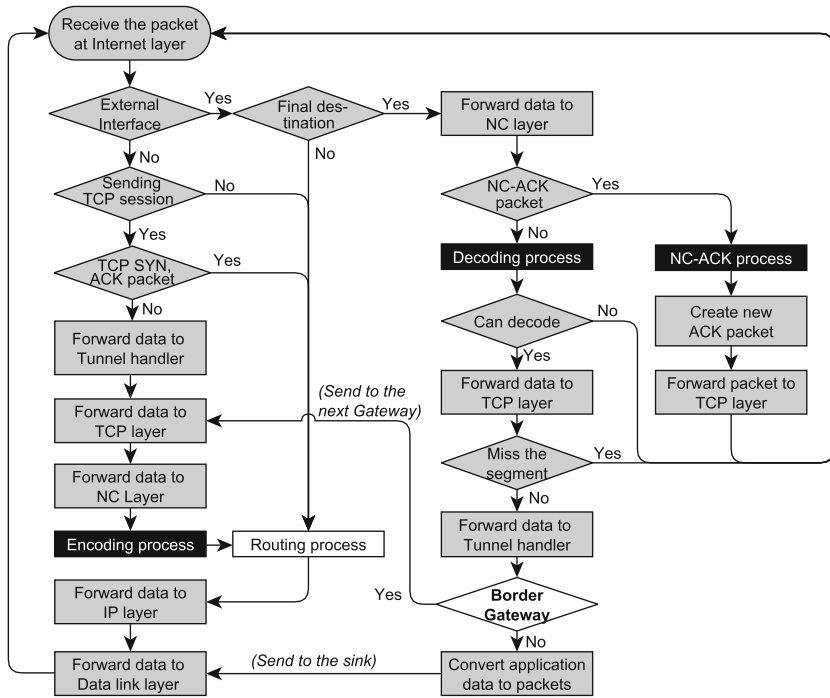 Receive the packet
at Internet layer
External
Interface
Yes
Final des-
tination
Yes
Forward data to
NC layer
No
No
Sending
TCP session
No
NC-ACK
packet
Yes
Yes
No
TCP SYN,
ACK packet
Yes
Decoding process
NC-ACK process
No
Can decode
No
Create new
ACK packet
Forward data to
Tunnel handler
Yes
(Send to the
next Gateway)
Forward data to
TCP layer
Forward packet to
TCP layer
Forward data to
TCP layer
Miss the
segment
Yes
Forward data to
NC Layer
No
Encoding process
Routing process
Forward data to
Tunnel handler
Forward data to
IP layer
Yes
Border
Gateway
No
Forward data to
Data link layer
(Send to the sink)
Convert application
data to packets